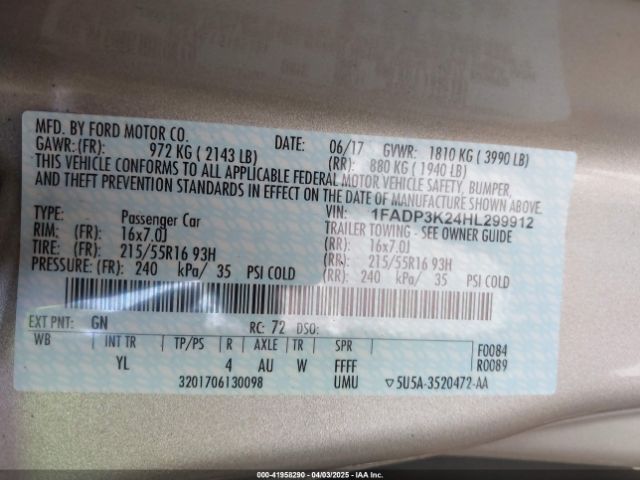 MFD. BY FORD MOTOR CO.
DATE: 06/17 GVWR: 1810 KG ( 3990 LB)
GAWR: (FR): 972 KG ( 2143 LB) (RR): 880 KG ( 1940 LB)
THIS VEHICLE CONFORMS TO ALL APPLICABLE FEDERAL MOTOR VEHICLE SAFETY, BUMPER,
AND THEFT PREVENTION STANDARDS IN EFFECT ON THE DATE OF MANUFACTURE SHOWN ABOVE.
VIN: 1FADP3K24HL299912
TYPE: Passenger Car TRAILER TOWING - SEE OWNER GUIDE
RIM: (FR): 16x7.0J (RR): 16x7.0J
TIRE: (FR): 215/55R16 93H (RR): 215/55R16 93H
PRESSURE: (FR): 240 kPa/ 35 PSI COLD (RR): 240 kPa/ 35 PSI COLD
EXT PNT: GN RC: 72 DSO:
WB INT TR TP/PS R AXLE TR SPR F0084
YL 4 AU W FFFF R0089
3201706130098 UMU ▽5U5A-3520472-AA
000-41958290 - 04/03/2025 - IAAI.COM